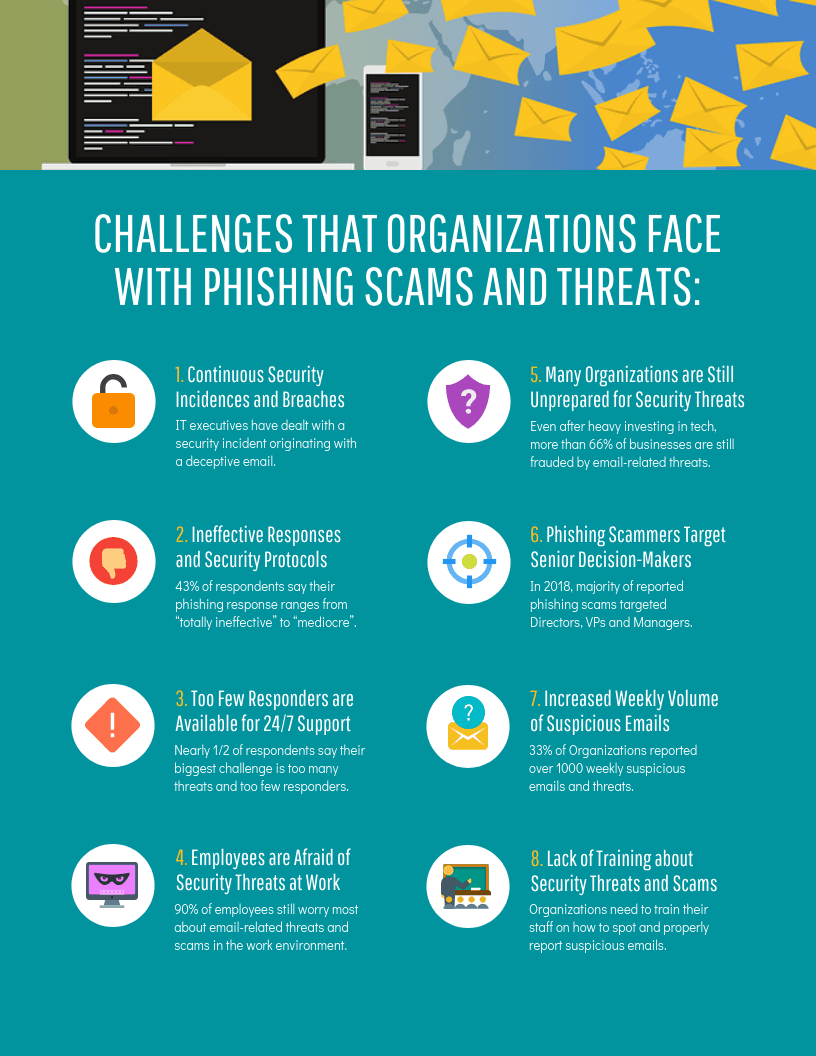 CHALLENGES THAT ORGANIZATIONS FACE
WITH PHISHING SCAMS AND THREATS:
1. Continuous Security
Incidences and Breaches
IT executives have dealt with a
security incident originating with
a deceptive email.
2. Ineffective Responses
and Security Protocols
43% of respondents say their
phishing response ranges from
“totally ineffective” to “mediocre”.
3. Too Few Responders are
Available for 24/7 Support
Nearly 1/2 of respondents say their
biggest challenge is too many
threats and too few responders.
4. Employees are Afraid of
Security Threats at Work
90% of employees still worry most
about email-related threats and
scams in the work environment.
5. Many Organizations are Still
Unprepared for Security Threats
Even after heavy investing in tech,
more than 66% of businesses are still
frauded by email-related threats.
6. Phishing Scammers Target
Senior Decision-Makers
In 2018, majority of reported
phishing scams targeted
Directors, VPs and Managers.
7. Increased Weekly Volume
of Suspicious Emails
33% of Organizations reported
over 1000 weekly suspicious
emails and threats.
8. Lack of Training about
Security Threats and Scams
Organizations need to train their
staff on how to spot and properly
report suspicious emails.